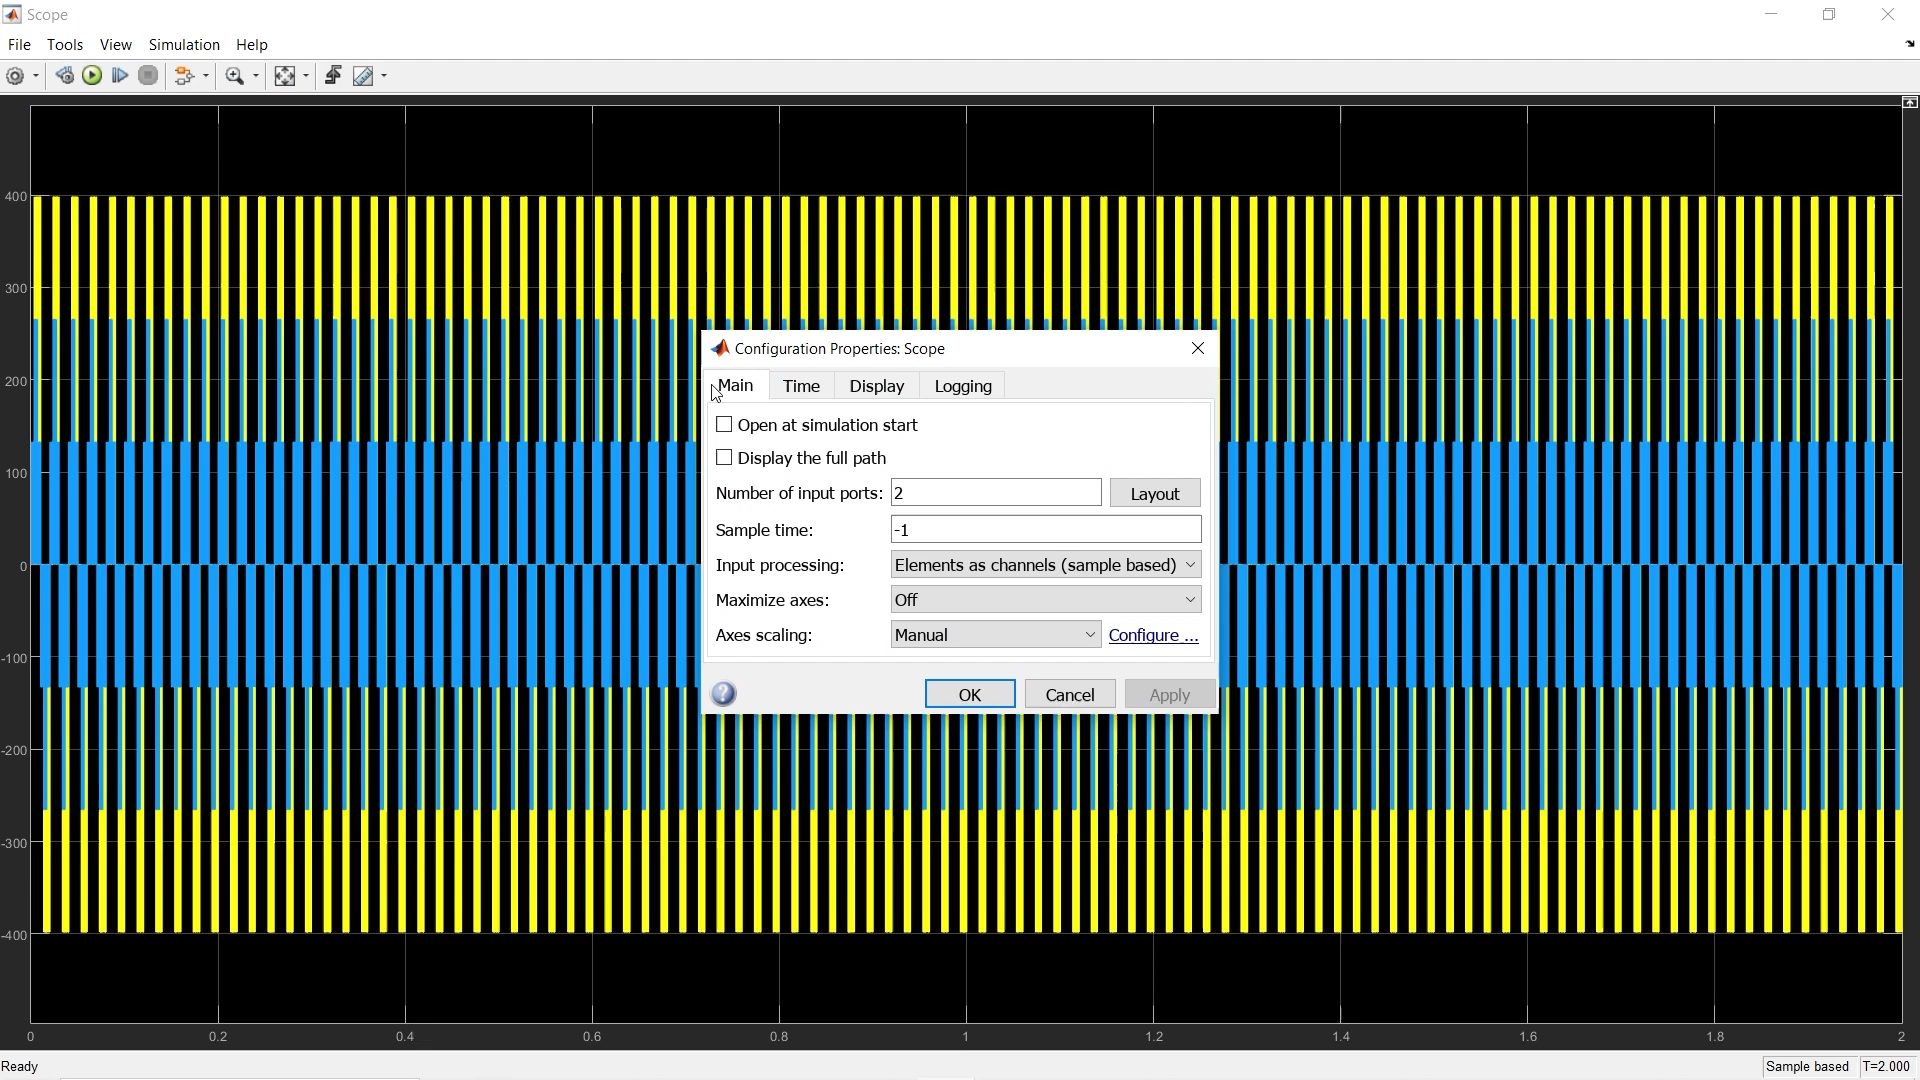 Scope
File Tools View Simulation Help
400
300
200
100
0
-100
-200
-300
-400
Configuration Properties: Scope
Main Time Display Logging
Open at simulation start
Display the full path
Number of input ports: 2 Layout
Sample time: -1
Input processing: Elements as channels (sample based)
Maximize axes: Off
Axes scaling: Manual Configure ...
? OK Cancel Apply
0 0.2 0.4 0.6 0.8 1 1.2 1.4 1.6 1.8 2
Ready Sample based T=2.000